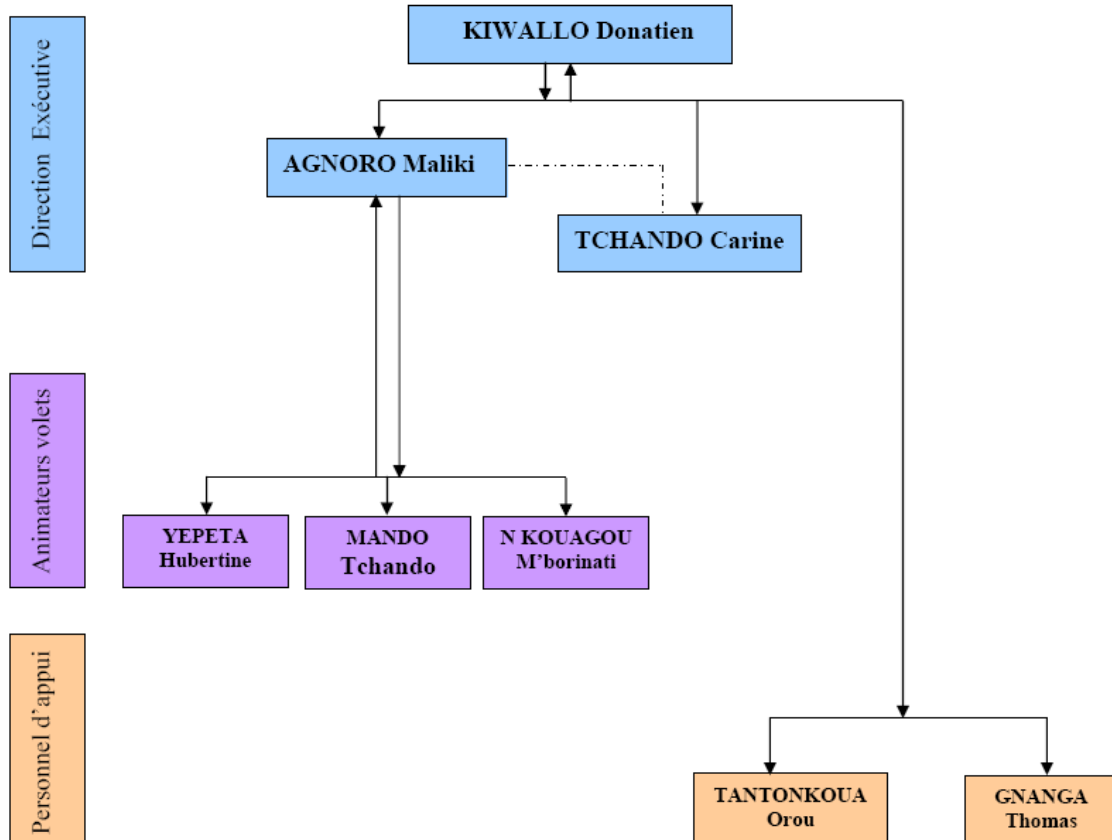 KIWALLO Donatien
Direction Exécutive
AGNORO Maliki
TCHANDO Carine
Animateurs volets
YEPETA
Hubertine
MANDO
Tchando
N KOUAGOU
M’borinati
Personnel d’appui
TANTONKOUA
Orou
GNANGA
Thomas